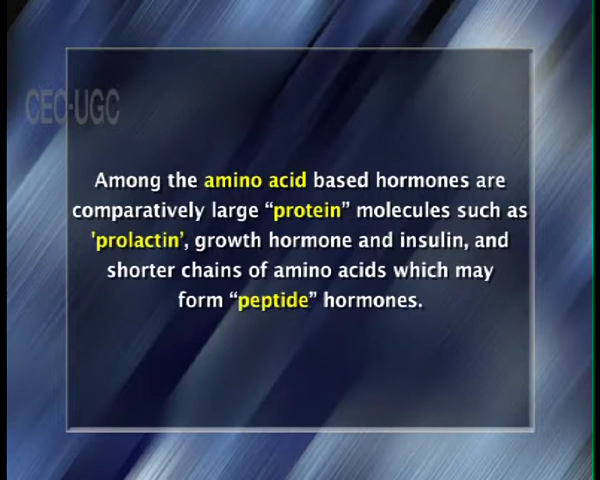 CEC-UGC
Among the amino acid based hormones are
comparatively large “protein” molecules such as
'prolactin’, growth hormone and insulin, and
shorter chains of amino acids which may
form “peptide” hormones.